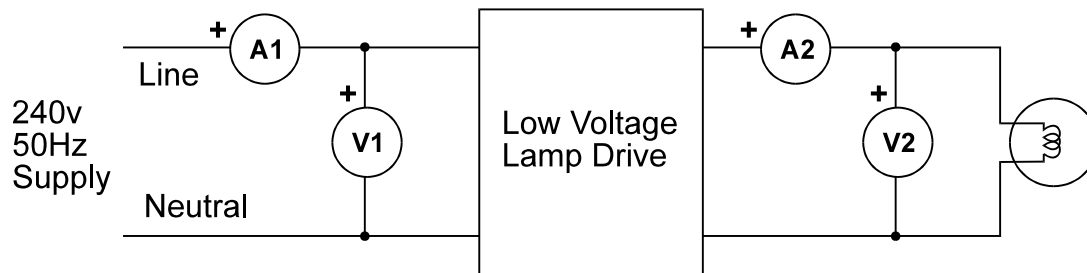 +
A1
Line
+
V1
240v
50Hz
Supply
Neutral
Low Voltage
Lamp Drive
+
A2
+
V2